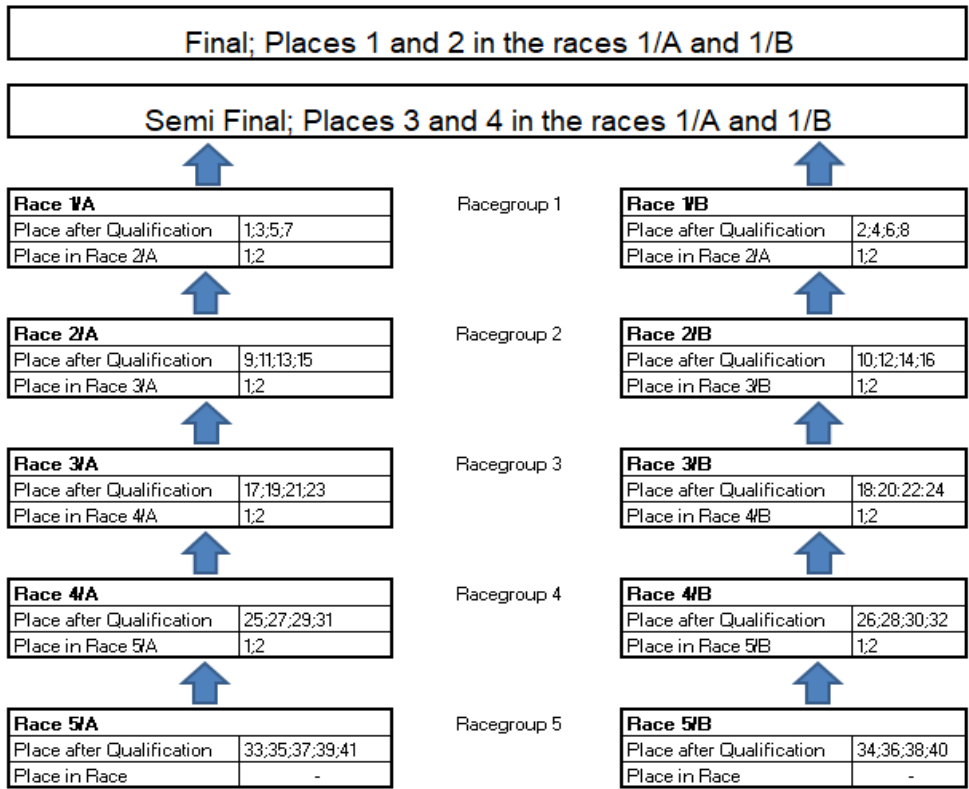 Final; Places 1 and 2 in the races 1/A and 1/B
Semi Final; Places 3 and 4 in the races 1/A and 1/B
Race 1/A
Place after Qualification 1;3;5;7
Place in Race 2/A 1;2
Racegroup 1
Race 1/B
Place after Qualification 2;4;6;8
Place in Race 2/A 1;2
Race 2/A
Place after Qualification 9;11;13;15
Place in Race 3/A 1;2
Racegroup 2
Race 2/B
Place after Qualification 10;12;14;16
Place in Race 3/B 1;2
Race 3/A
Place after Qualification 17;19;21;23
Place in Race 4/A 1;2
Racegroup 3
Race 3/B
Place after Qualification 18:20:22:24
Place in Race 4/B 1;2
Race 4/A
Place after Qualification 25;27;29;31
Place in Race 5/A 1;2
Racegroup 4
Race 4/B
Place after Qualification 26;28;30;32
Place in Race 5/B 1;2
Race 5/A
Place after Qualification 33;35;37;39;41
Place in Race -
Racegroup 5
Race 5/B
Place after Qualification 34;36;38;40
Place in Race -